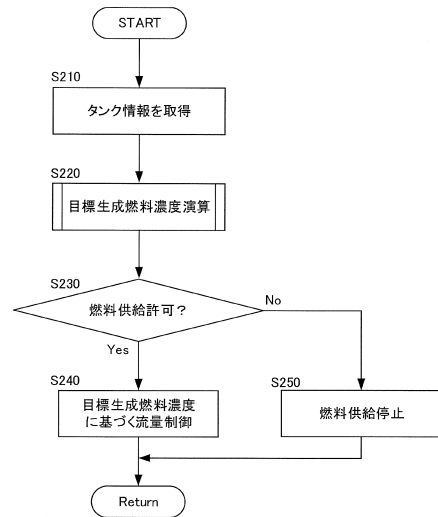 START
S210
タンク情報を取得
S220
目標生成燃料濃度演算
S230
燃料供給許可？
No
Yes
S240
目標生成燃料濃度
に基づく流量制御
S250
燃料供給停止
Return